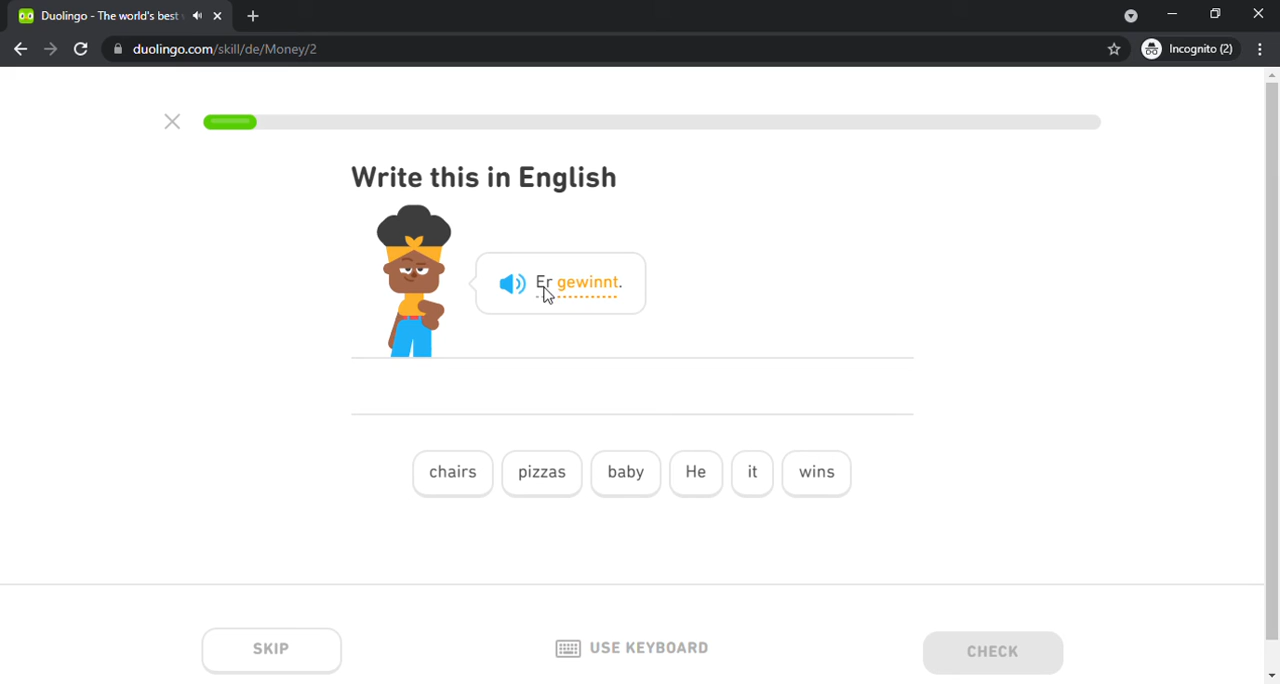 Duolingo - The world's best
duolingo.com/skill/de/Money/2
Incognito (2)
Write this in English
Er gewinnt.
chairs pizzas baby He it wins
SKIP
USE KEYBOARD
CHECK